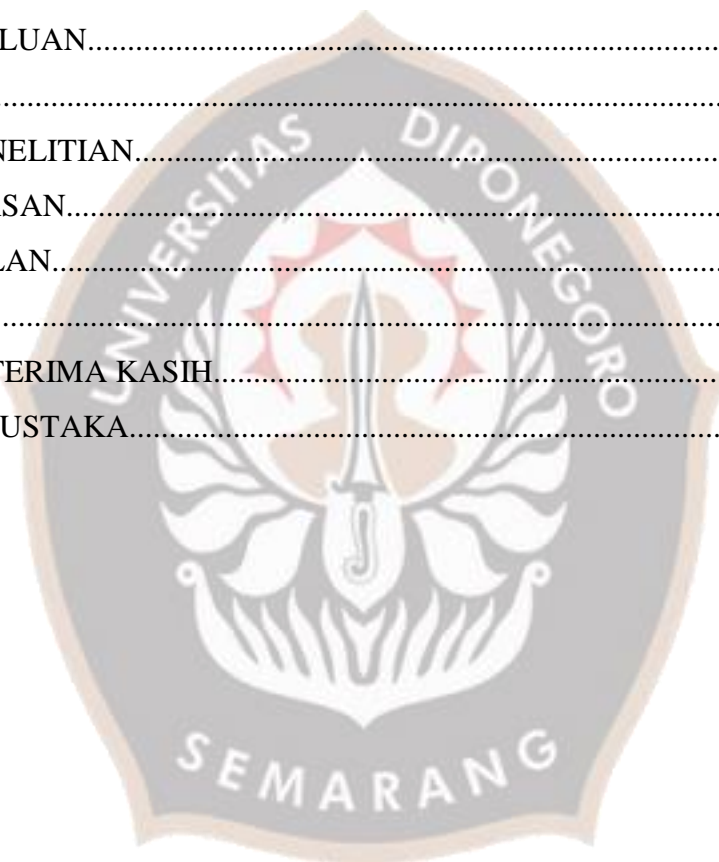 LUAN..........................................................................................
.....................................................................................................
NELITIAN....................................................................................
ASAN..........................................................................................
LAN............................................................................................
.....................................................................................................
TERIMA KASIH..........................................................................
USTAKA.....................................................................................
UNIVERSITAS DIPONEGORO
SEMARANG